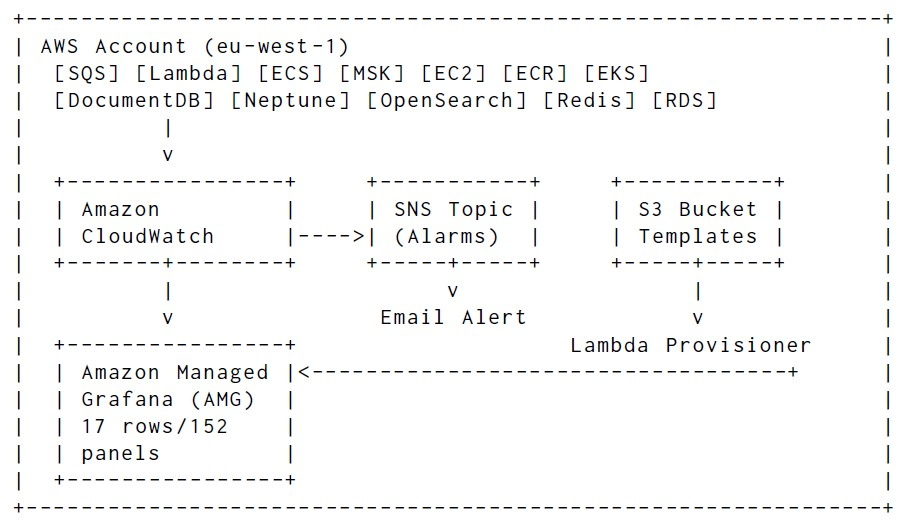 +----------------------------------------------------------------+
| AWS Account (eu-west-1)                                        |
|  [SQS] [Lambda] [ECS] [MSK] [EC2] [ECR] [EKS]                  |
|  [DocumentDB] [Neptune] [OpenSearch] [Redis] [RDS]             |
|          |                                                     |
|          v                                                     |
|  +----------------+     +-----------+     +-----------+        |
|  | Amazon         |     | SNS Topic |     | S3 Bucket |        |
|  | CloudWatch     |---->| (Alarms)  |     | Templates |        |
|  +-------+--------+     +-----+-----+     +-----+-----+        |
|          |                    v                 |              |
|          v               Email Alert            v              |
|  +----------------+                    Lambda Provisioner      |
|  | Amazon Managed |<-----------------------------------+       |
|  | Grafana (AMG)  |                                            |
|  | 17 rows/152    |                                            |
|  | panels         |                                            |
|  +----------------+                                            |
+----------------------------------------------------------------+